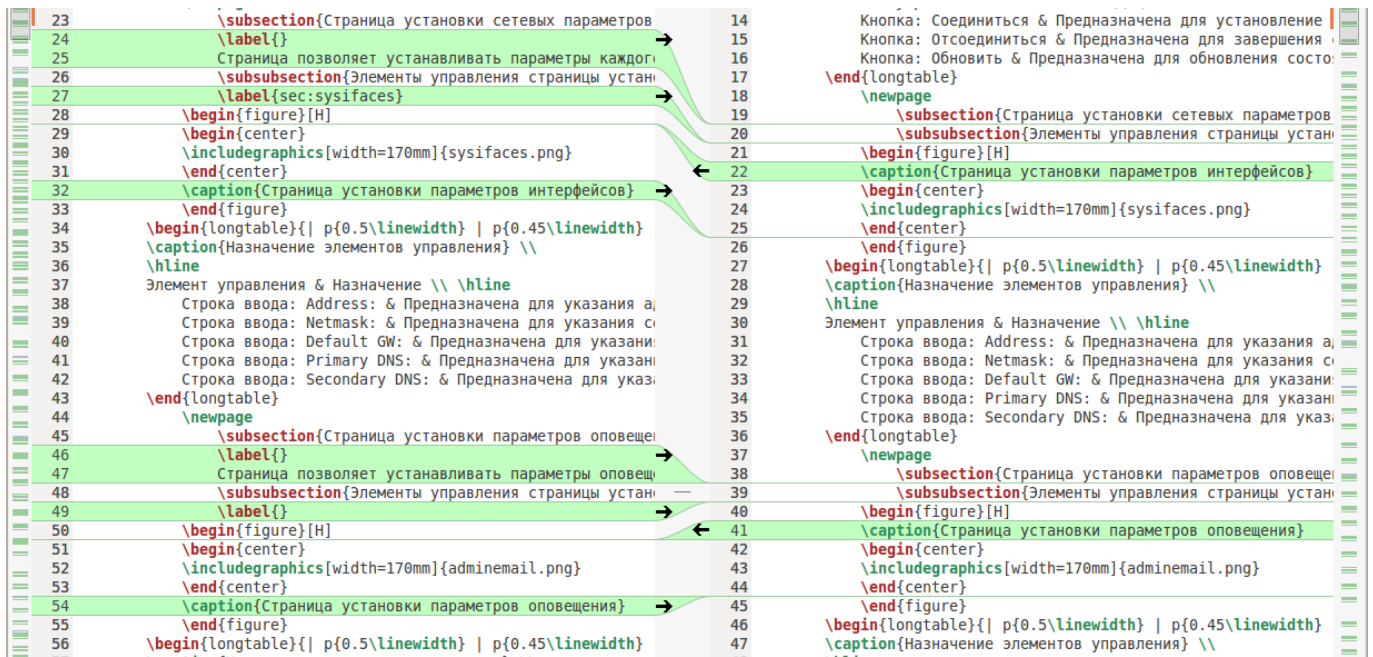 23 \subsection{Страница установки сетевых параметров
24 \label{}
25 Страница позволяет устанавливать параметры
26 \subsubsection{Элементы управления страницы
27 \label{sec:sysifaces}
28 \begin{figure}[H]
29 \begin{center}
30 \includegraphics[width=170mm]{sysifaces.png}
31 \end{center}
32 \caption{Страница установки параметров интерфейсов}
33 \end{figure}
34 \begin{longtable}{| p{0.5\linewidth} | p{0.45\linewidth}
35 \caption{Назначение элементов управления} \\
36 \hline
37 Элемент управления & Назначение \\ \hline
38 Строка ввода: Address: & Предназначена для указания
39 Строка ввода: Netmask: & Предназначена для указания
40 Строка ввода: Default GW: & Предназначена для
41 Строка ввода: Primary DNS: & Предназначена для
42 Строка ввода: Secondary DNS: & Предназначена для
43 \end{longtable}
44 \newpage
45 \subsection{Страница установки параметров
46 \label{}
47 Страница позволяет устанавливать параметры
48 \subsubsection{Элементы управления страницы
49 \label{}
50 \begin{figure}[H]
51 \begin{center}
52 \includegraphics[width=170mm]{adminemail.png}
53 \end{center}
54 \caption{Страница установки параметров оповещения}
55 \end{figure}
56 \begin{longtable}{| p{0.5\linewidth} | p{0.45\linewidth}
14 Кнопка: Соединиться & Предназначена для установление
15 Кнопка: Отсоединиться & Предназначена для завершения
16 Кнопка: Обновить & Предназначена для обновления
17 \end{longtable}
18 \newpage
19 \subsection{Страница установки сетевых параметров
20 \subsubsection{Элементы управления страницы
21 \begin{figure}[H]
22 \caption{Страница установки параметров интерфейсов}
23 \begin{center}
24 \includegraphics[width=170mm]{sysifaces.png}
25 \end{center}
26 \end{figure}
27 \begin{longtable}{| p{0.5\linewidth} | p{0.45\linewidth}
28 \caption{Назначение элементов управления} \\
29 \hline
30 Элемент управления & Назначение \\ \hline
31 Строка ввода: Address: & Предназначена для указания
32 Строка ввода: Netmask: & Предназначена для указания
33 Строка ввода: Default GW: & Предназначена для
34 Строка ввода: Primary DNS: & Предназначена для
35 Строка ввода: Secondary DNS: & Предназначена для
36 \end{longtable}
37 \newpage
38 \subsection{Страница установки параметров
39 \subsubsection{Элементы управления страницы
40 \begin{figure}[H]
41 \caption{Страница установки параметров оповещения}
42 \begin{center}
43 \includegraphics[width=170mm]{adminemail.png}
44 \end{center}
45 \end{figure}
46 \begin{longtable}{| p{0.5\linewidth} | p{0.45\linewidth}
47 \caption{Назначение элементов управления} \\